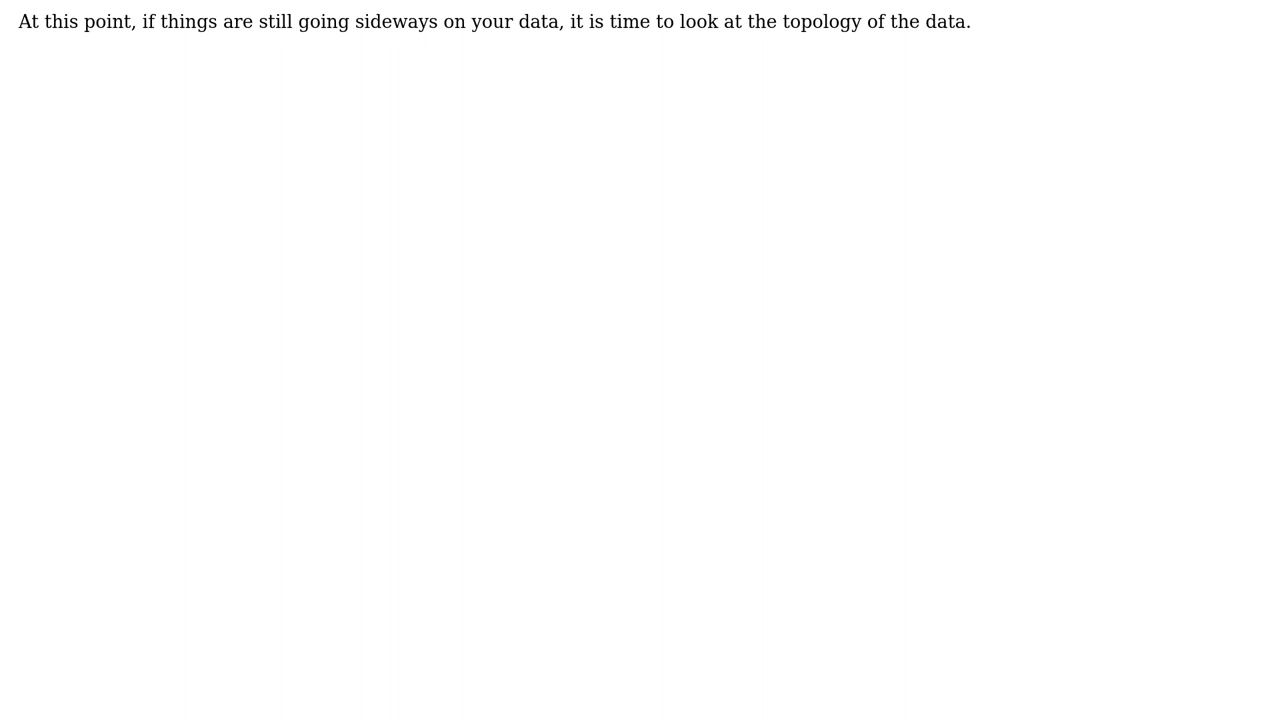 At this point, if things are still going sideways on your data, it is time to look at the topology of the data.